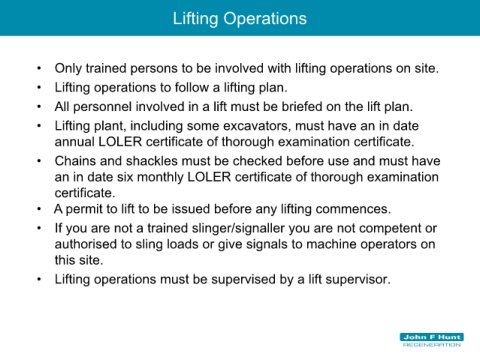 Lifting Operations
• Only trained persons to be involved with lifting operations on site.
• Lifting operations to follow a lifting plan.
• All personnel involved in a lift must be briefed on the lift plan.
• Lifting plant, including some excavators, must have an in date
annual LOLER certificate of thorough examination certificate.
• Chains and shackles must be checked before use and must have
an in date six monthly LOLER certificate of thorough examination
certificate.
• A permit to lift to be issued before any lifting commences.
• If you are not a trained slinger/signaller you are not competent or
authorised to sling loads or give signals to machine operators on
this site.
• Lifting operations must be supervised by a lift supervisor.
John F Hunt
REGENERATION